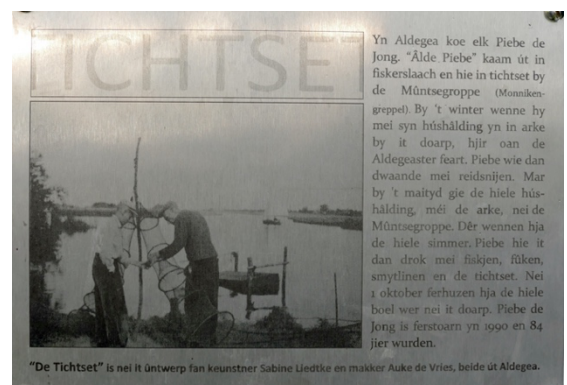 TICHTSET
Yn Aldegea koe elk Piebe de
Jong. “Âlde Piebe” kaam út in
fiskerslaach en hie in tichtset by
de Mûntsegroppe (Monniken-
greppel). By 't winter wenne hy
mei syn húshâlding yn in arke
by it doarp, hjir oan de
Aldegeaster feart. Piebe wie dan
dwaande mei reidsnijen. Mar
by 't maityd gie de hiele hús-
hâlding, méi de arke, nei de
Mûntsegroppe. Dêr wennen hja
de hiele simmer. Piebe hie it
dan drok mei fiskjen, fûken,
smytlinen en de tichtset. Nei
1 oktober ferhuzen hja de hiele
boel wer nei it doarp. Piebe de
Jong is ferstoarn yn 1990 en 84
jier wurden.
“De Tichtset” is nei it ûntwerp fan keunstner Sabine Liedtke en makker Auke de Vries, beide út Aldegea.